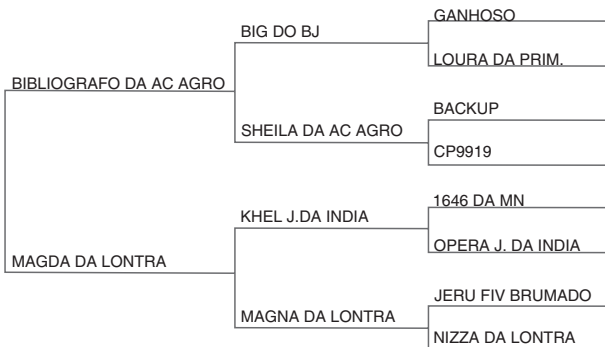 GANHOSO
BIG DO BJ
LOURA DA PRIM.
BIBLIOGRAFO DA AC AGRO
BACKUP
SHEILA DA AC AGRO
CP9919
1646 DA MN
KHEL J.DA INDIA
OPERA J. DA INDIA
MAGDA DA LONTRA
JERU FIV BRUMADO
MAGNA DA LONTRA
NIZZA DA LONTRA